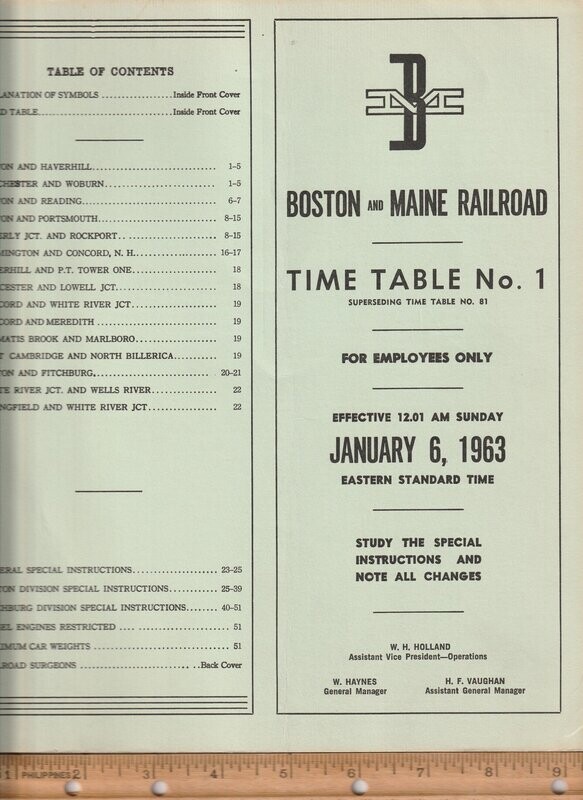 TABLE OF CONTENTS
LANATION OF SYMBOLS ................. Inside Front Cover
D TABLE................................ Inside Front Cover
ON AND HAVERHILL................................. 1-5
CHESTER AND WOBURN........................... 1-5
ON AND READING.................................. 6-7
ON AND PORTSMOUTH.............................. 8-15
ERLY JCT. AND ROCKPORT.. ..................... 8-15
MINGTON AND CONCORD, N. H..................... 16-17
ERHILL AND P.T. TOWER ONE..................... 18
CESTER AND LOWELL JCT......................... 18
CORD AND WHITE RIVER JCT...................... 19
CORD AND MEREDITH ............................ 19
MATIS BROOK AND MARLBORO...................... 19
T CAMBRIDGE AND NORTH BILLERICA............... 19
ON AND FITCHBURG.............................. 20-21
TE RIVER JCT. AND WELLS RIVER................. 22
NGFIELD AND WHITE RIVER JCT................... 22
ERAL SPECIAL INSTRUCTIONS..................... 23-25
TON DIVISION SPECIAL INSTRUCTIONS............. 25-39
HBURG DIVISION SPECIAL INSTRUCTIONS........... 40-51
EL ENGINES RESTRICTED .... ................... 51
IMUM CAR WEIGHTS ............................. 51
ROAD SURGEONS ............................ Back Cover
B
M
BOSTON AND MAINE RAILROAD
TIME TABLE No. 1
SUPERSEDING TIME TABLE NO. 81
FOR EMPLOYEES ONLY
EFFECTIVE 12.01 AM SUNDAY
JANUARY 6, 1963
EASTERN STANDARD TIME
STUDY THE SPECIAL
INSTRUCTIONS AND
NOTE ALL CHANGES
W. H. HOLLAND
Assistant Vice President—Operations
W. HAYNES
General Manager
H. F. VAUGHAN
Assistant General Manager
1 PHILIPPINES 2 3 4 5 6 7 8 9